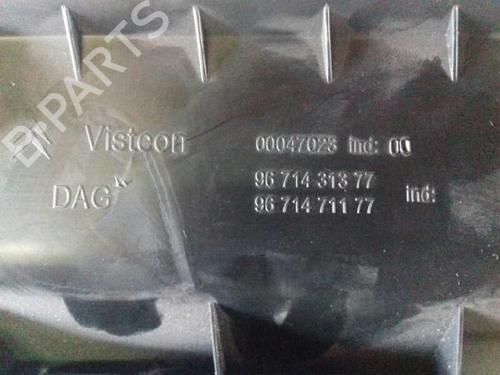 B-PARTS
Visteon 00047023 ind: 00
DAG 96 714 313 77
96 714 711 77 ind: